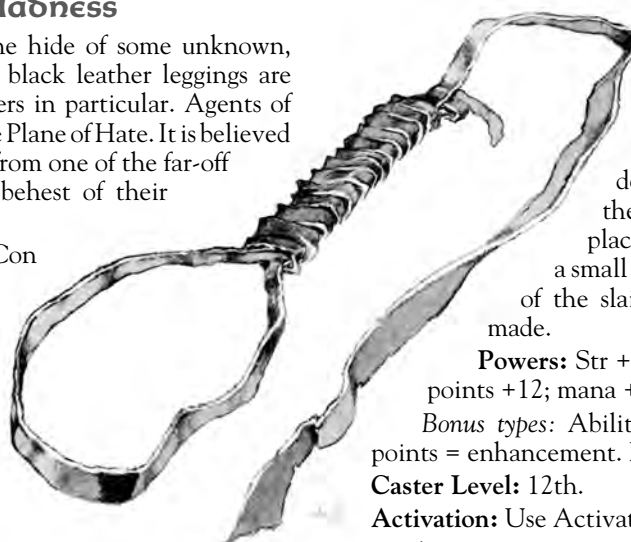 adness
he hide of some unknown,
black leather leggings are
ers in particular. Agents of
Plane of Hate. It is believed
from one of the far-off
behest of their
Con
de
the
plac
a small
of the sla
made.
Powers: Str +
points +12; mana +
Bonus types: Abilit
points = enhancement.
Caster Level: 12th.
Activation: Use Activat